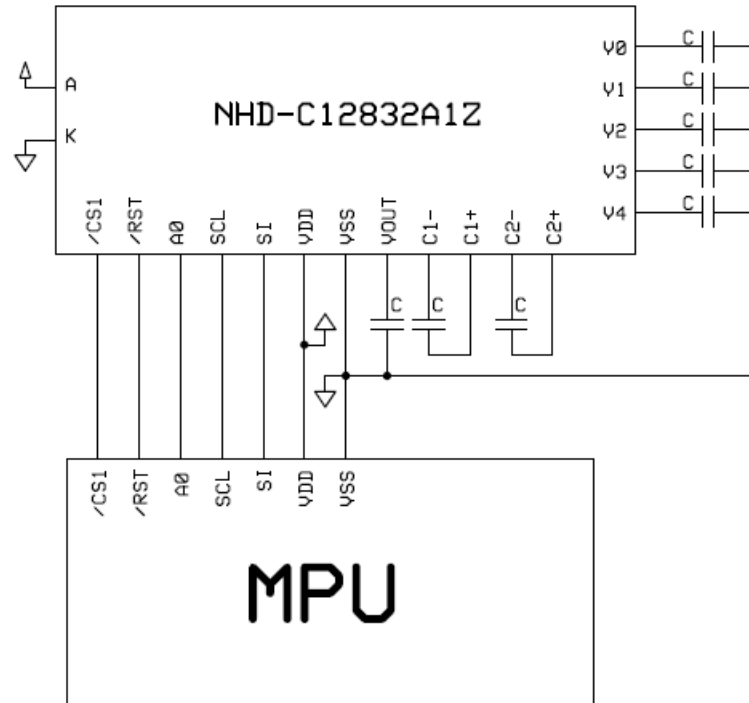 V0 C
A V1 C
NHD-C12832A1Z
K V2 C
V3 C
/CS1 /RST A0 SCL SI VDD VSS VOUT C1- C1+ C2- C2+ V4 C
C C C
/CS1 /RST A0 SCL SI VDD VSS
MPU